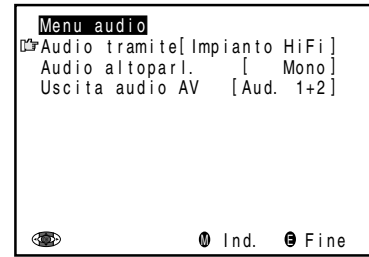 Menu audio
Audio tramite[Impianto HiFi]
Audio altoparl. [ Mono]
Uscita audio AV [Aud. 1+2]
M Ind. E Fine